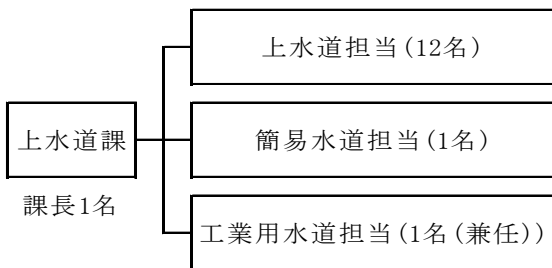 上水道担当(12名)
上水道課
簡易水道担当(1名)
課長1名
工業用水道担当(1名(兼任))